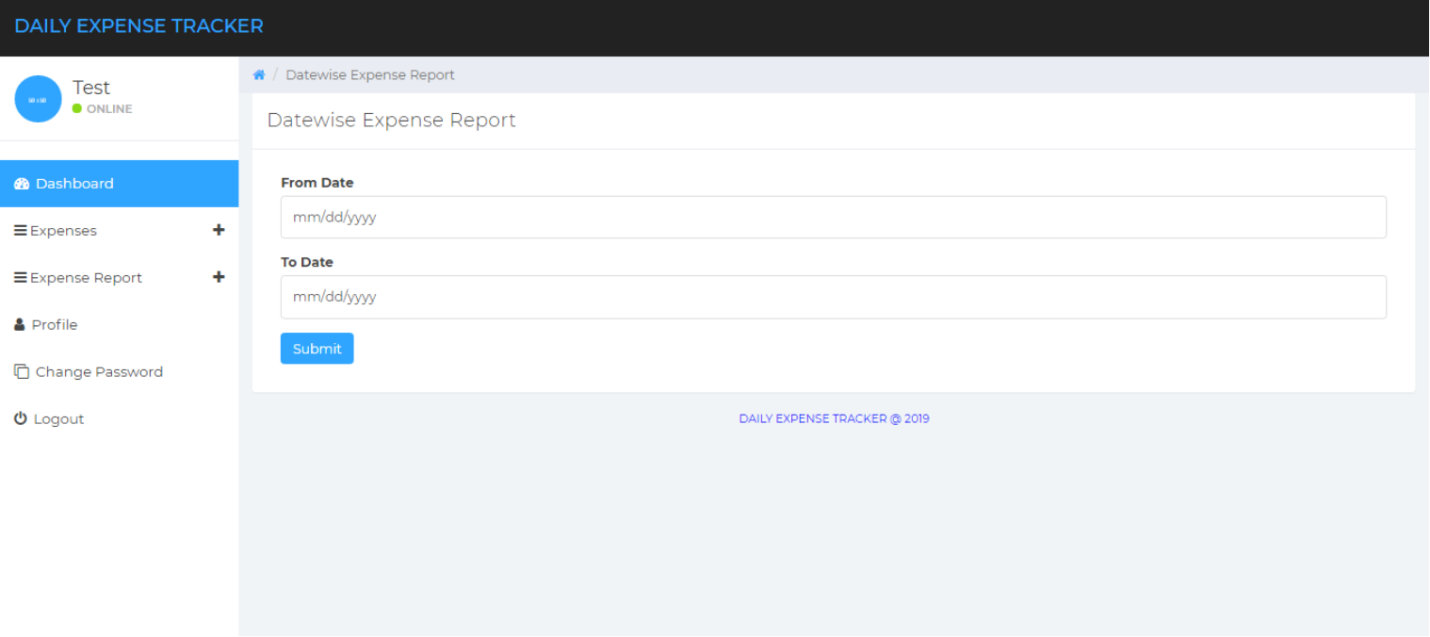 DAILY EXPENSE TRACKER
Test
ONLINE
Dashboard
Expenses
Expense Report
Profile
Change Password
Logout
/ Datewise Expense Report
Datewise Expense Report
From Date
mm/dd/yyyy
To Date
mm/dd/yyyy
Submit
DAILY EXPENSE TRACKER @ 2019